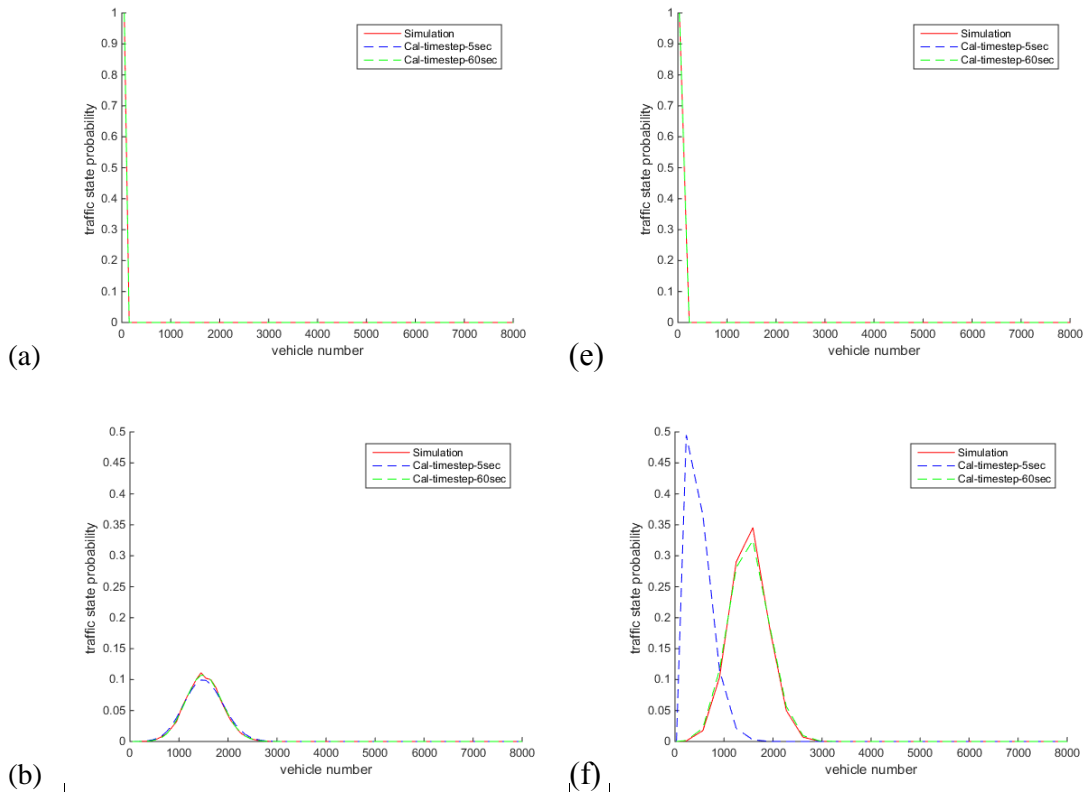 1
0.9
0.8
0.7
0.6
0.5
0.4
0.3
0.2
0.1
0
traffic state probability
Simulation
Cal-timestep-5sec
Cal-timestep-60sec
0 1000 2000 3000 4000 5000 6000 7000 8000
vehicle number
(a)
1
0.9
0.8
0.7
0.6
0.5
0.4
0.3
0.2
0.1
0
traffic state probability
Simulation
Cal-timestep-5sec
Cal-timestep-60sec
0 1000 2000 3000 4000 5000 6000 7000 8000
vehicle number
(e)
0.5
0.45
0.4
0.35
0.3
0.25
0.2
0.15
0.1
0.05
0
traffic state probability
Simulation
Cal-timestep-5sec
Cal-timestep-60sec
0 1000 2000 3000 4000 5000 6000 7000 8000
vehicle number
(b)
0.5
0.45
0.4
0.35
0.3
0.25
0.2
0.15
0.1
0.05
0
traffic state probability
Simulation
Cal-timestep-5sec
Cal-timestep-60sec
0 1000 2000 3000 4000 5000 6000 7000 8000
vehicle number
(f)